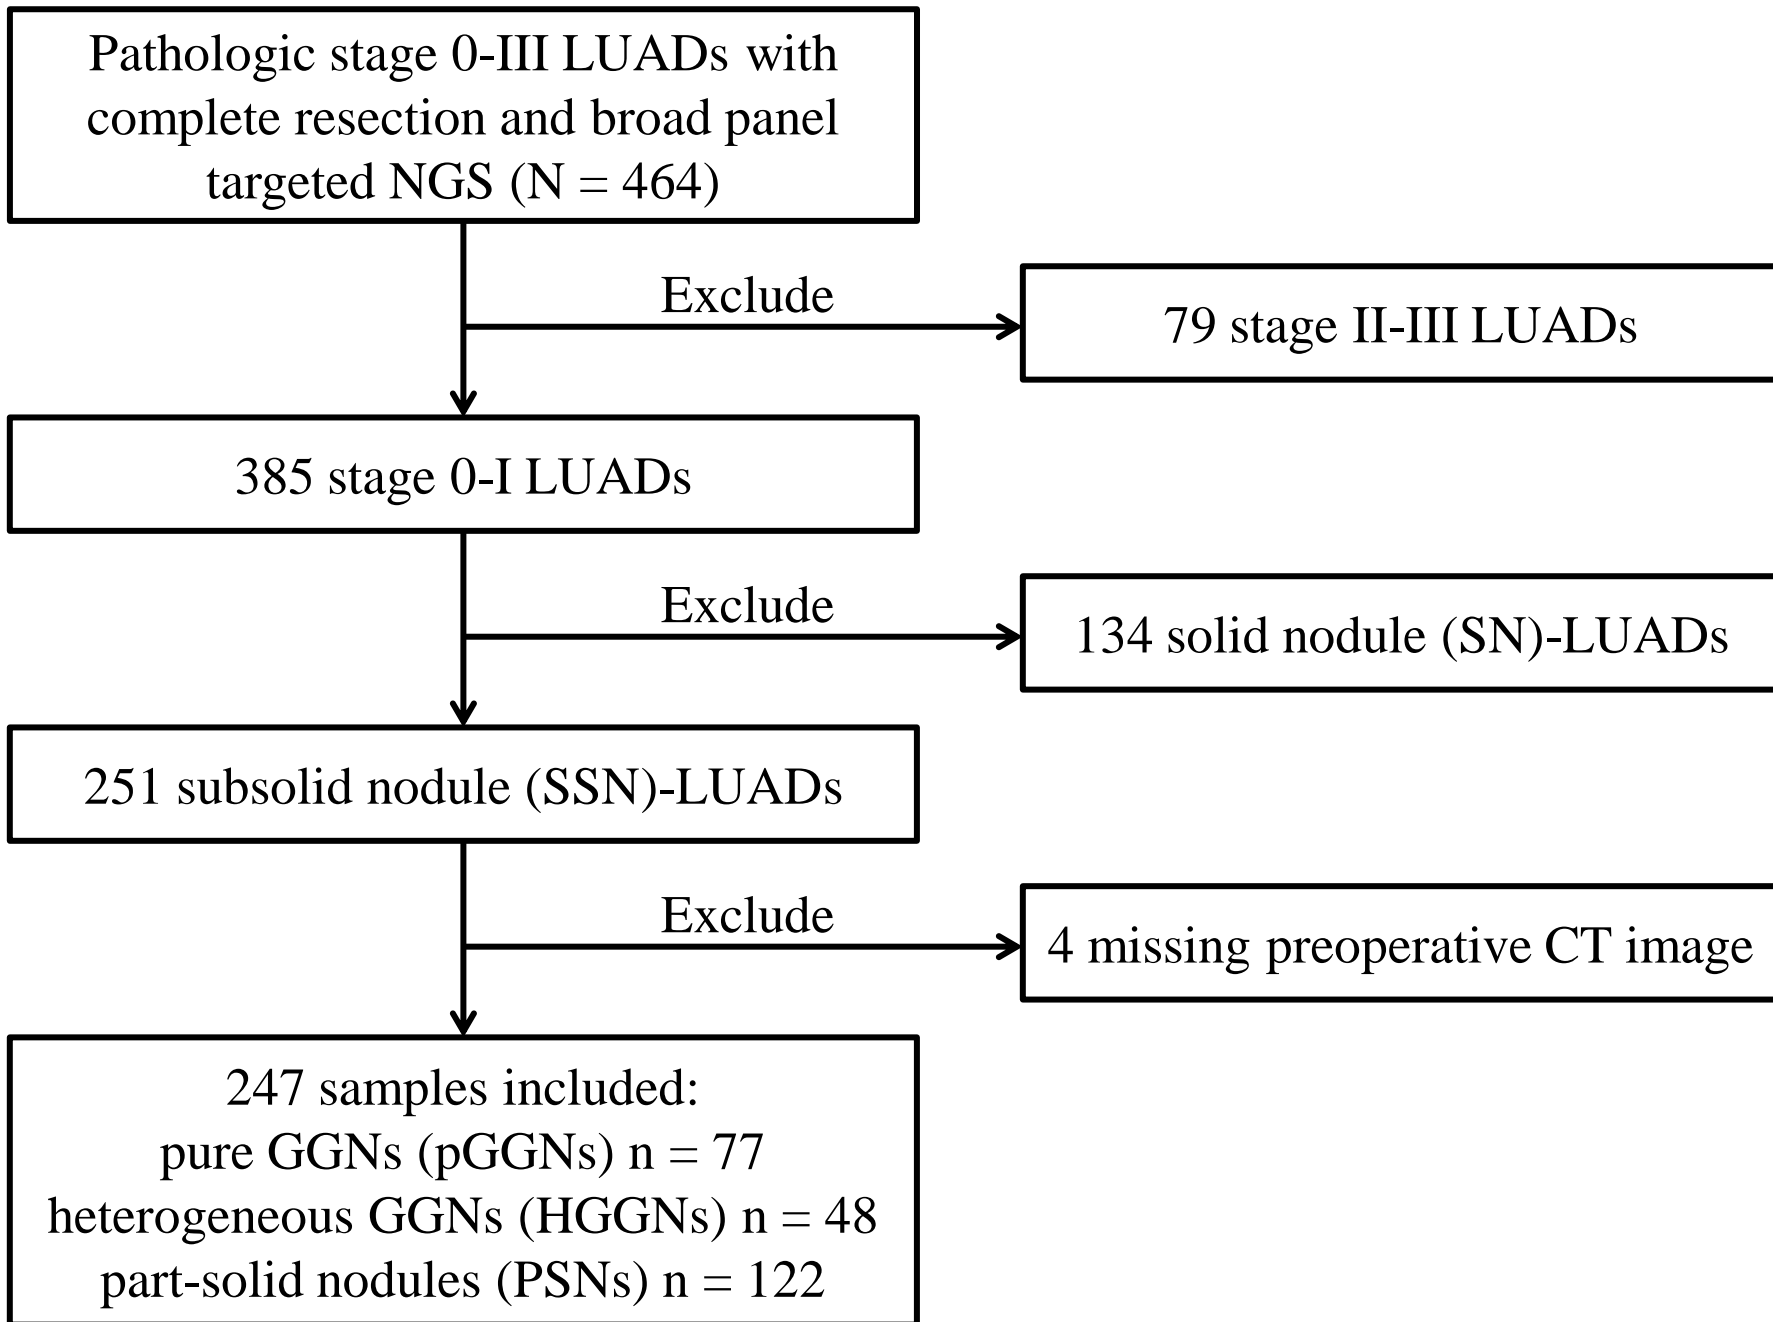 Pathologic stage 0-III LUADs with
complete resection and broad panel
targeted NGS (N = 464)
Exclude
79 stage II-III LUADs
385 stage 0-I LUADs
Exclude
134 solid nodule (SN)-LUADs
251 subsolid nodule (SSN)-LUADs
Exclude
4 missing preoperative CT image
247 samples included:
pure GGNs (pGGNs) n = 77
heterogeneous GGNs (HGGNs) n = 48
part-solid nodules (PSNs) n = 122